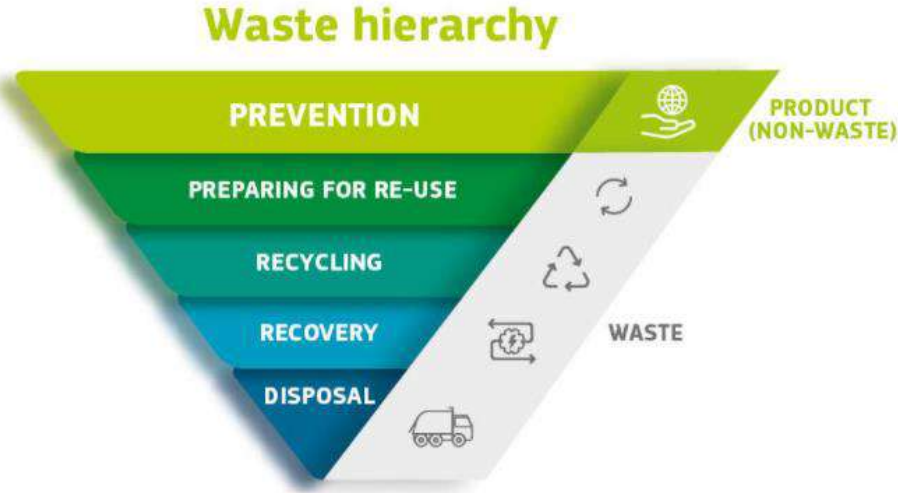 Waste hierarchy
PREVENTION
PRODUCT
(NON-WASTE)
PREPARING FOR RE-USE
RECYCLING
RECOVERY
WASTE
DISPOSAL